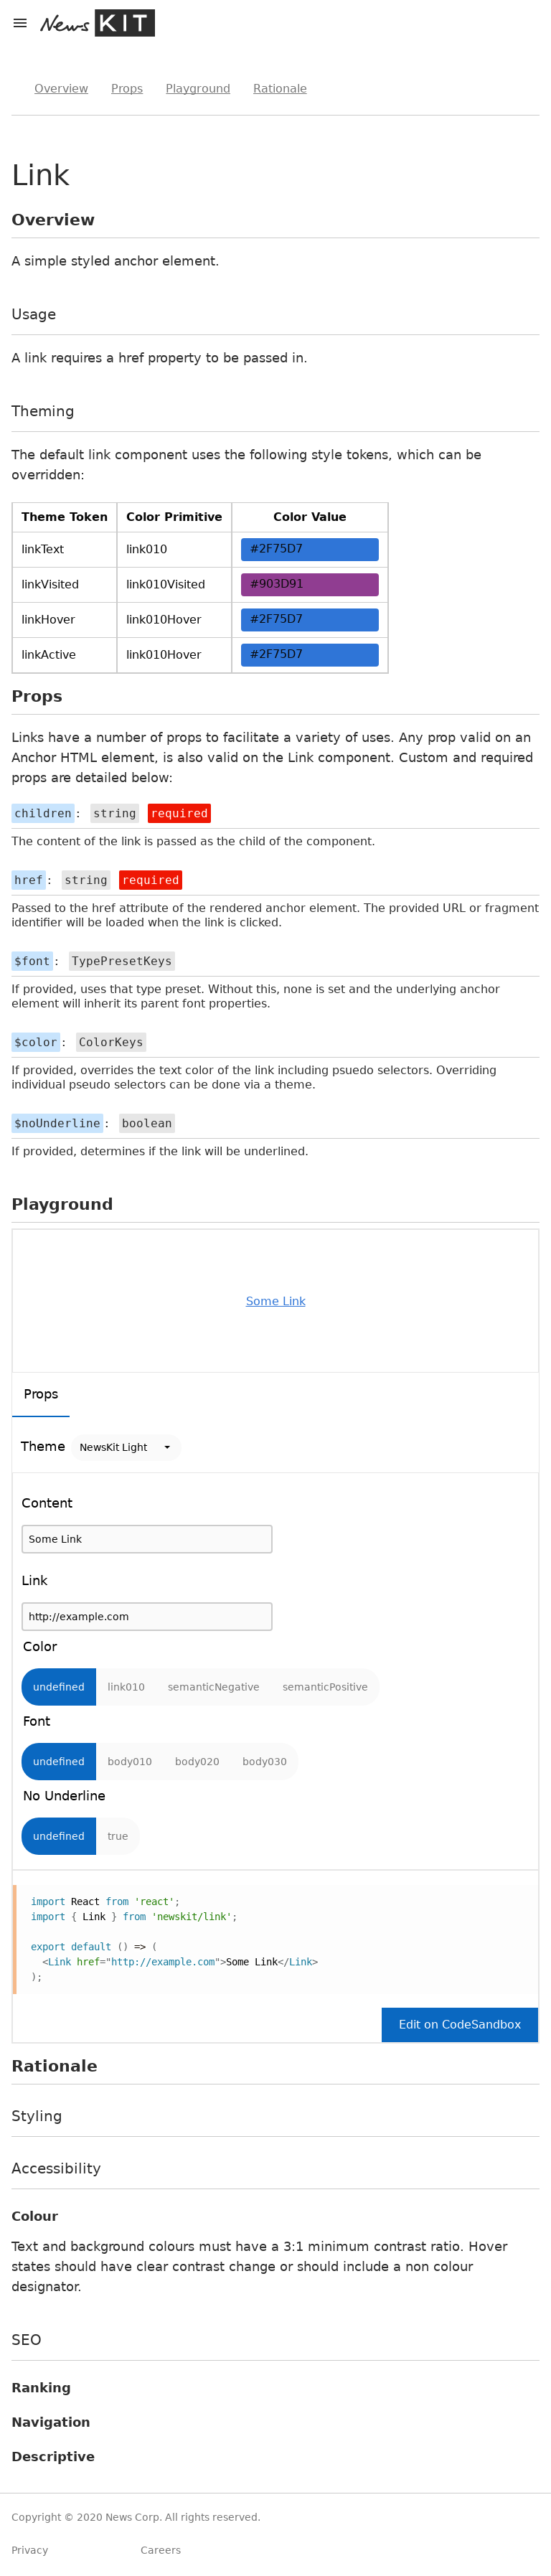 News KIT
Overview Props Playground Rationale
Link
Overview
A simple styled anchor element.
Usage
A link requires a href property to be passed in.
Theming
The default link component uses the following style tokens, which can be
overridden:
Theme Token Color Primitive Color Value
linkText link010 #2F75D7
linkVisited link010Visited #903D91
linkHover link010Hover #2F75D7
linkActive link010Hover #2F75D7
Props
Links have a number of props to facilitate a variety of uses. Any prop valid on an
Anchor HTML element, is also valid on the Link component. Custom and required
props are detailed below:
children: string required
The content of the link is passed as the child of the component.
href: string required
Passed to the href attribute of the rendered anchor element. The provided URL or fragment
identifier will be loaded when the link is clicked.
$font: TypePresetKeys
If provided, uses that type preset. Without this, none is set and the underlying anchor
element will inherit its parent font properties.
$color: ColorKeys
If provided, overrides the text color of the link including psuedo selectors. Overriding
individual pseudo selectors can be done via a theme.
$noUnderline: boolean
If provided, determines if the link will be underlined.
Playground
Some Link
Props
Theme NewsKit Light
Content
Some Link
Link
http://example.com
Color
undefined link010 semanticNegative semanticPositive
Font
undefined body010 body020 body030
No Underline
undefined true
import React from 'react';
import { Link } from 'newskit/link';
export default () => (
<Link href="http://example.com">Some Link</Link>
);
Edit on CodeSandbox
Rationale
Styling
Accessibility
Colour
Text and background colours must have a 3:1 minimum contrast ratio. Hover
states should have clear contrast change or should include a non colour
designator.
SEO
Ranking
Navigation
Descriptive
Copyright © 2020 News Corp. All rights reserved.
Privacy Careers